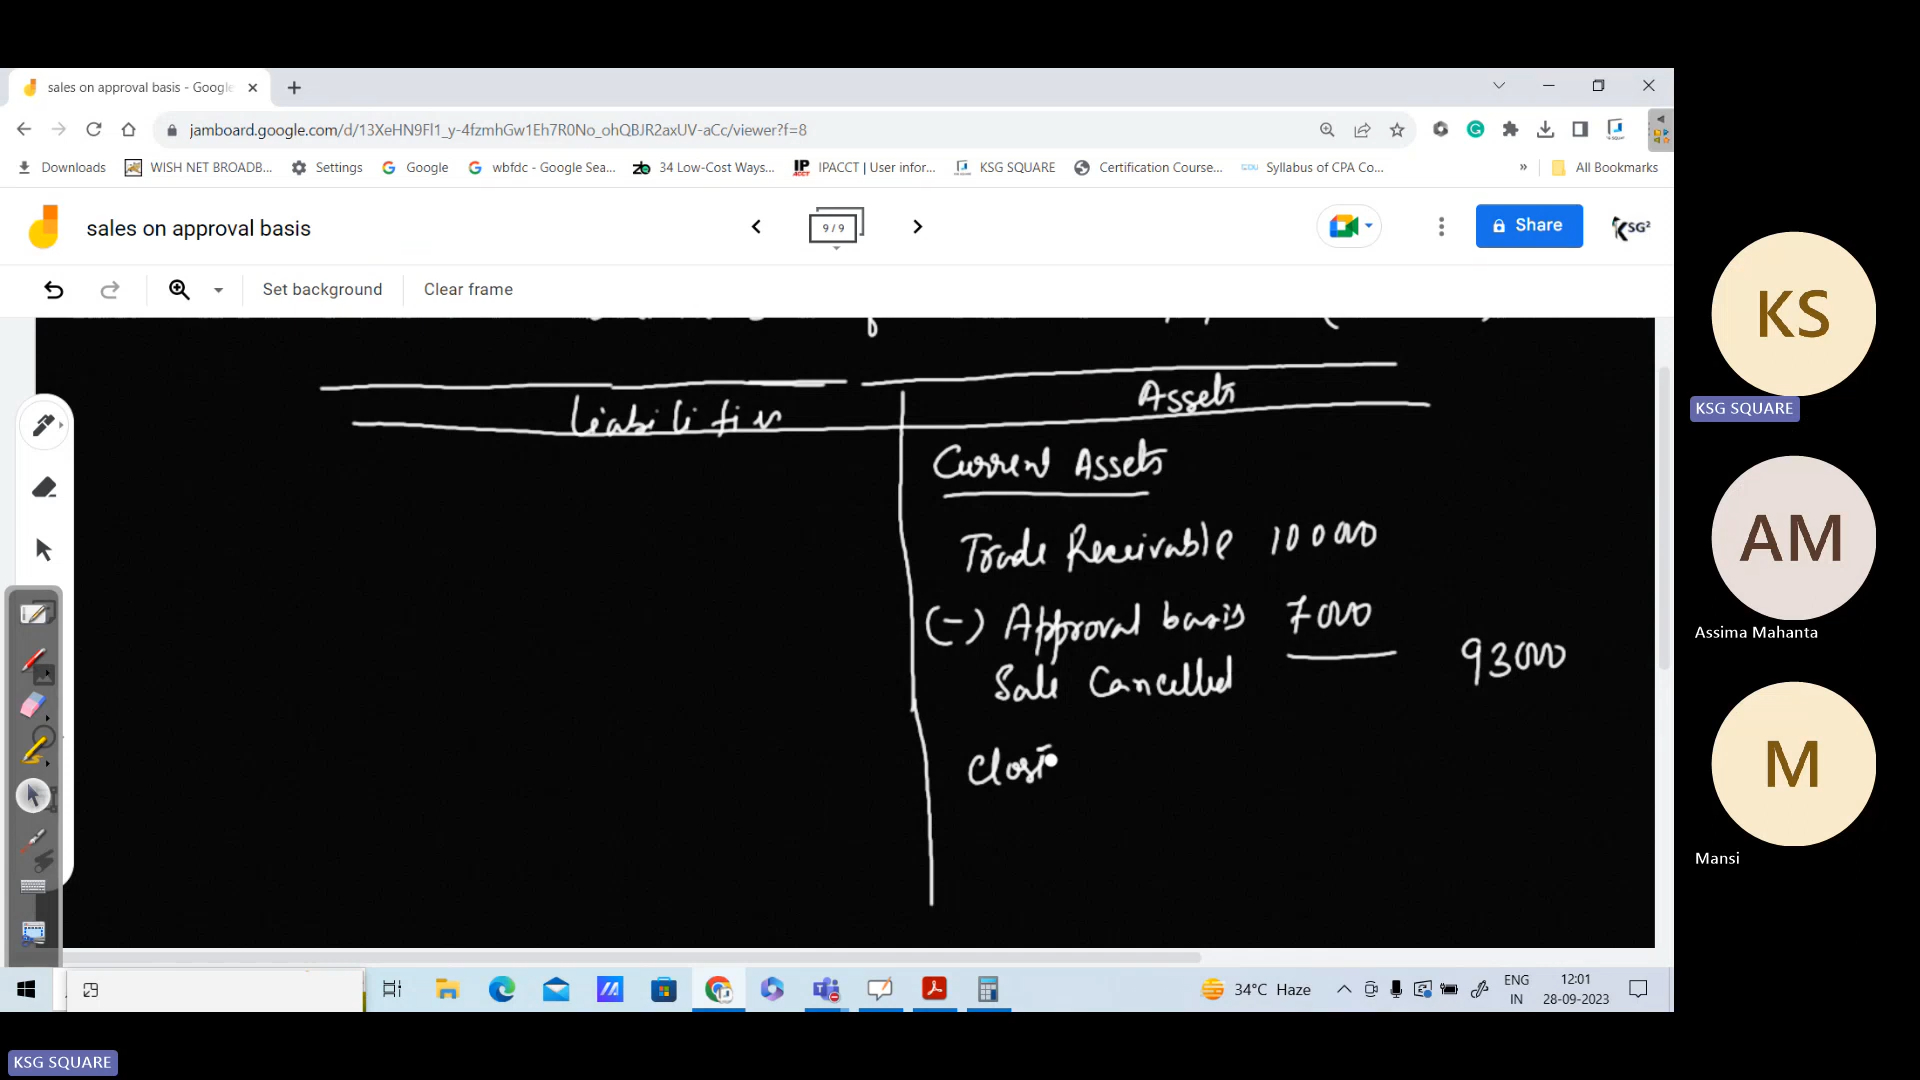 sales on approval basis - Google
jamboard.google.com/d/13XeHN9Fl1_y-4fzmhGw1Eh7R0No_ohQBJR2axUV-aCc/viewer?f=8
Downloads WISH NET BROADB... Settings Google wbfdc - Google Sea... 34 Low-Cost Ways... IPACCT | User infor... KSG SQUARE Certification Course... Syllabus of CPA Co... » All Bookmarks
sales on approval basis
9 / 9
Share
KSG²
Set background
Clear frame
Liabilities
Assets
Current Assets
Trade Receivable 100000
(-) Approval basis 7000
Sale Cancelled
93000
KS
KSG SQUARE
AM
Assima Mahanta
M
Mansi
34°C Haze
ENG
IN
12:01
28-09-2023
KSG SQUARE